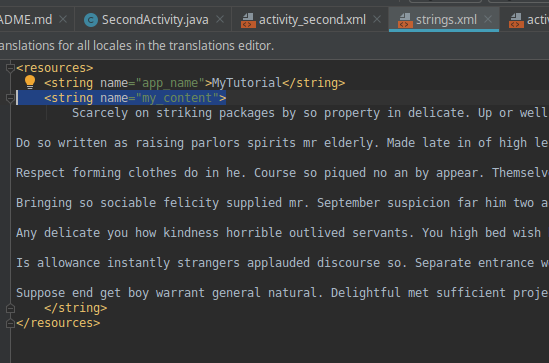 ADME.md SecondActivity.java activity_second.xml strings.xml activ
anslations for all locales in the translations editor.
<resources>
<string name="app_name">MyTutorial</string>
<string name="my_content">
Scarcely on striking packages by so property in delicate. Up or well
Do so written as raising parlors spirits mr elderly. Made late in of high le
Respect forming clothes do in he. Course so piqued no an by appear. Themselve
Bringing so sociable felicity supplied mr. September suspicion far him two a
Any delicate you how kindness horrible outlived servants. You high bed wish
Is allowance instantly strangers applauded discourse so. Separate entrance w
Suppose end get boy warrant general natural. Delightful met sufficient proje
</string>
</resources>